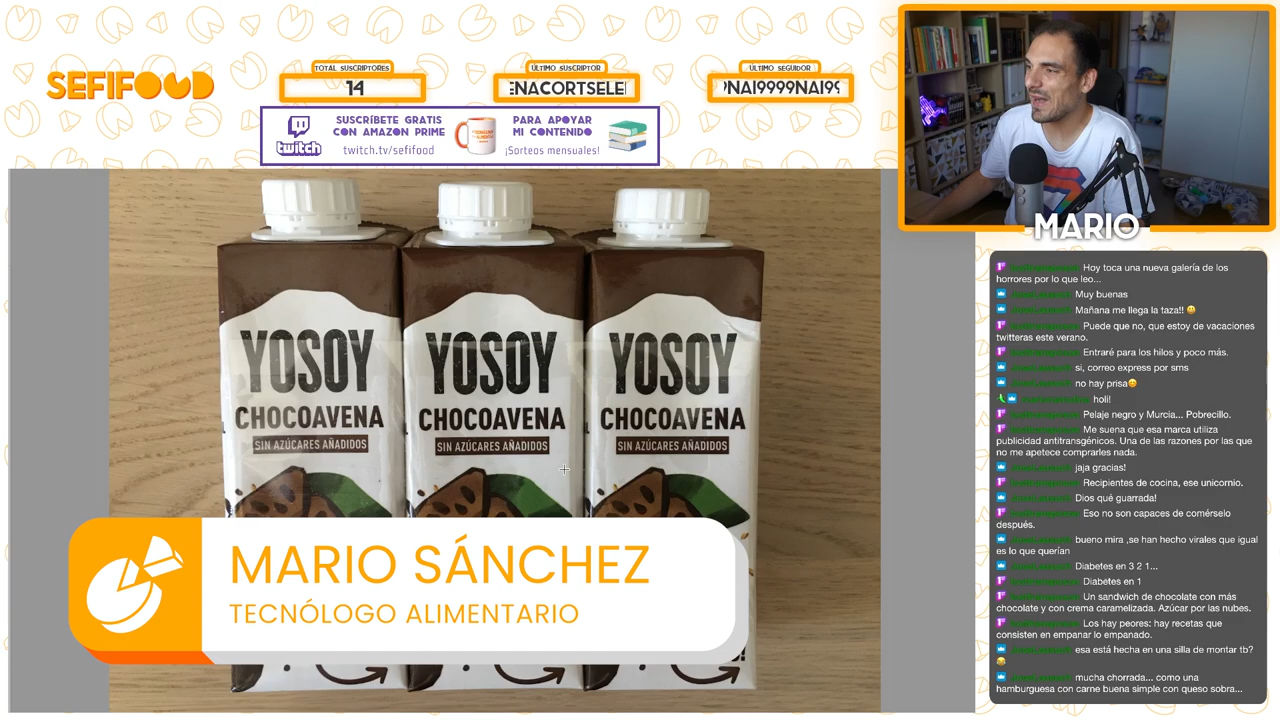 SEFIFOOD
TOTAL SUSCRIPTORES
14
ÚLTIMO SUSCRIPTOR
ENACORTSELE
ÚLTIMO SEGUIDOR
NAI9999NAI99
SUSCRÍBETE GRATIS
CON AMAZON PRIME
twitch
twitch.tv/sefifood
PARA APOYAR
MI CONTENIDO
¡Sorteos mensuales!
MARIO
YOSOY
CHOCOAVENA
SIN AZÚCARES AÑADIDOS
YOSOY
CHOCOAVENA
SIN AZÚCARES AÑADIDOS
YOSOY
CHOCOAVENA
SIN AZÚCARES AÑADIDOS
MARIO SÁNCHEZ
TECNÓLOGO ALIMENTARIO
Hoy toca una nueva galería de los
horrores por lo que leo...
Muy buenas
Mañana me llega la taza!! 😀
Puede que no, que estoy de vacaciones
twitteras este verano.
Entraré para los hilos y poco más.
si, correo express por sms
no hay prisa😊
holi!
Pelaje negro y Murcia... Pobrecillo.
Me suena que esa marca utiliza
publicidad antitransgénicos. Una de las razones por las que
no me apetece comprarles nada.
jaja gracias!
Recipientes de cocina, ese unicornio.
Dios qué guarrada!
Eso no son capaces de comérselo
después.
bueno mira ,se han hecho virales que igual
es lo que querían
Diabetes en 3 2 1...
Diabetes en 1
Un sandwich de chocolate con más
chocolate y con crema caramelizada. Azúcar por las nubes.
Los hay peores: hay recetas que
consisten en empanar lo empanado.
esa está hecha en una silla de montar tb?
😂
mucha chorrada... como una
hamburguesa con carne buena simple con queso sobra...